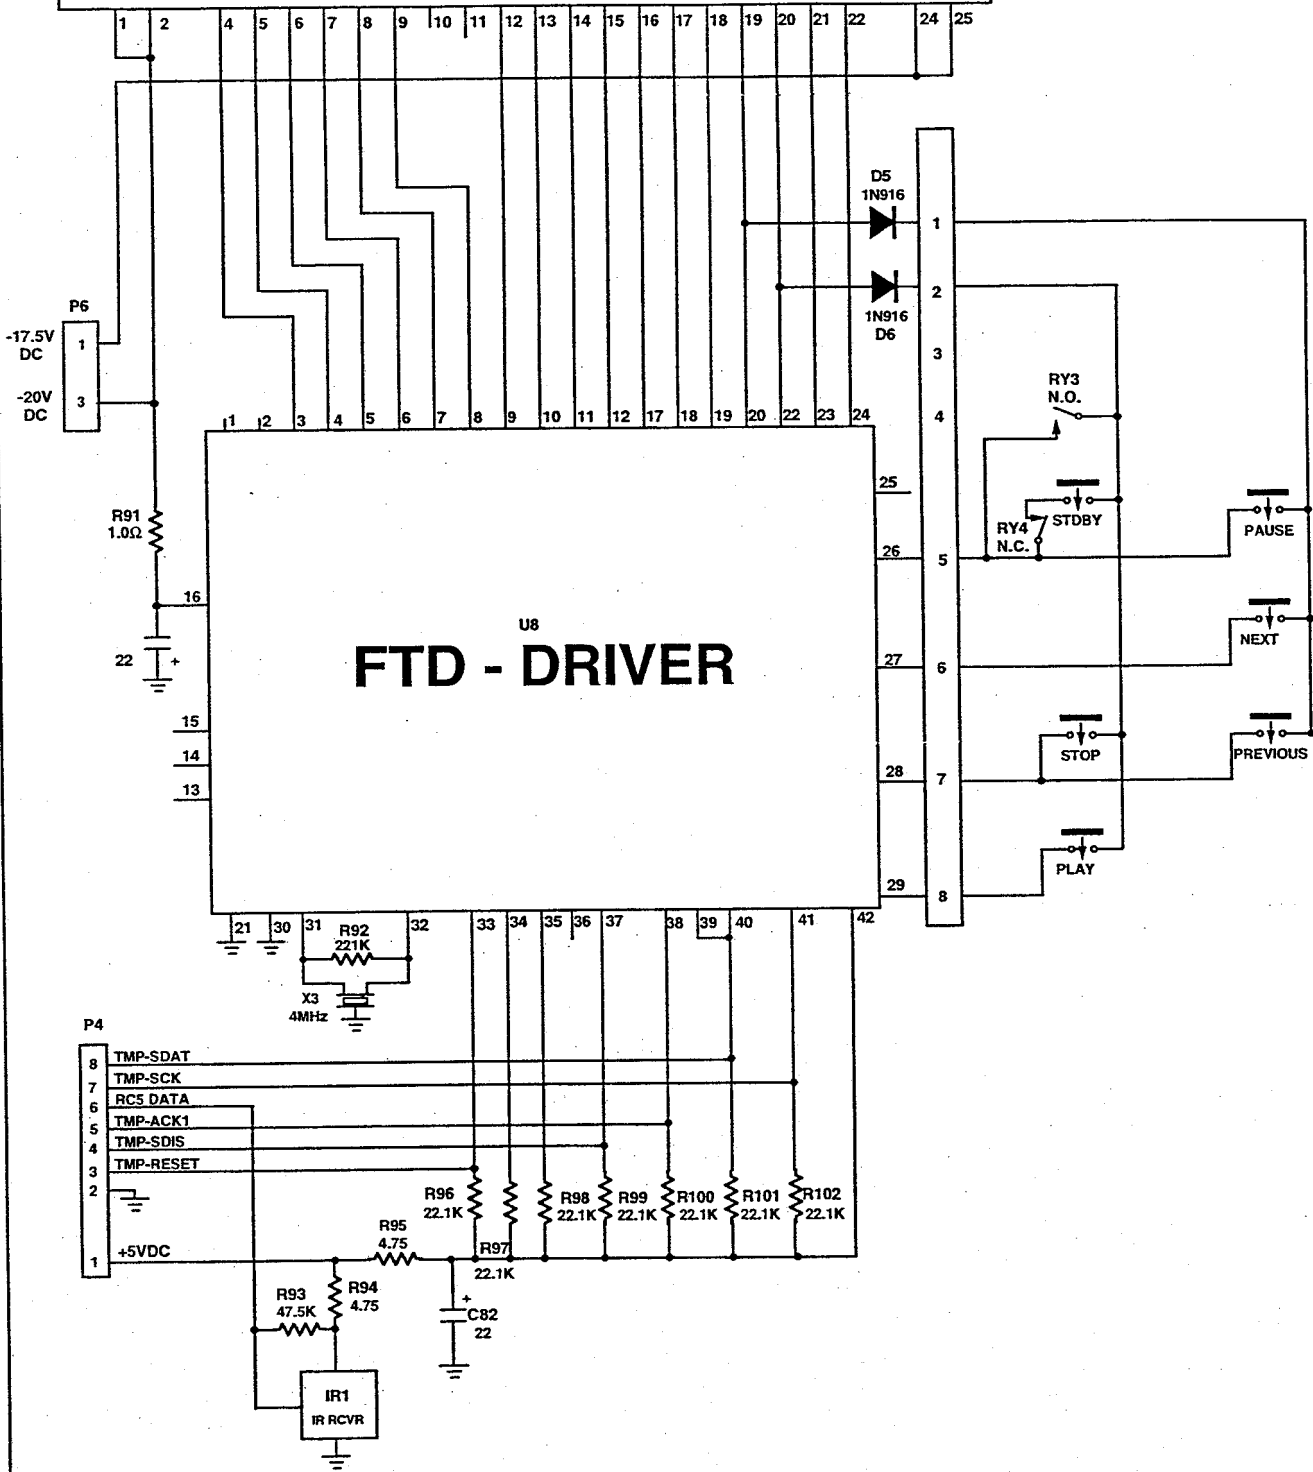 1 2 4 5 6 7 8 9 10 11 12 13 14 15 16 17 18 19 20 21 22 24 25
D5
1N916
1
2
1N916
D6
3
4
5
6
7
8
P6
-17.5V
DC
1
-20V
DC
3
RY3
N.O.
STDBY
RY4
N.C.
PAUSE
NEXT
STOP
PREVIOUS
PLAY
1 2 3 4 5 6 7 8 9 10 11 12 17 18 19 20 22 23 24
R91
1.0Ω
22
+
16
15
14
13
25
26
27
28
29
U8
FTD - DRIVER
21 30 31 32 33 34 35 36 37 38 39 40 41 42
R92
221K
X3
4MHz
P4
8 TMP-SDAT
7 TMP-SCK
6 RC5 DATA
5 TMP-ACK1
4 TMP-SDIS
3 TMP-RESET
2
1 +5VDC
R96
22.1K
R97
22.1K
R98
22.1K
R99
22.1K
R100
22.1K
R101
22.1K
R102
22.1K
R95
4.75
R94
4.75
R93
47.5K
+
C82
22
IR1
IR RCVR